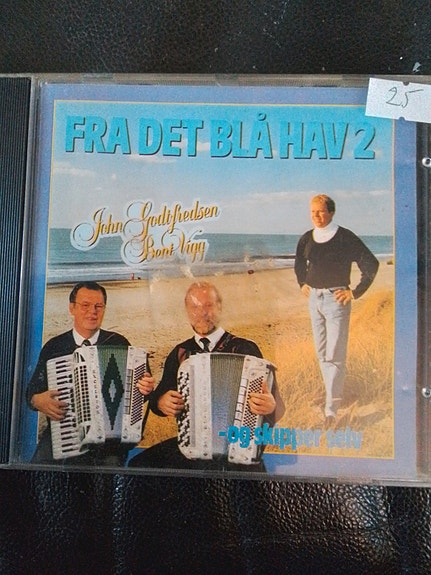 25
FRA DET BLÅ HAV 2
John Godtfredsen
Bent Vigg
-og skipper selv